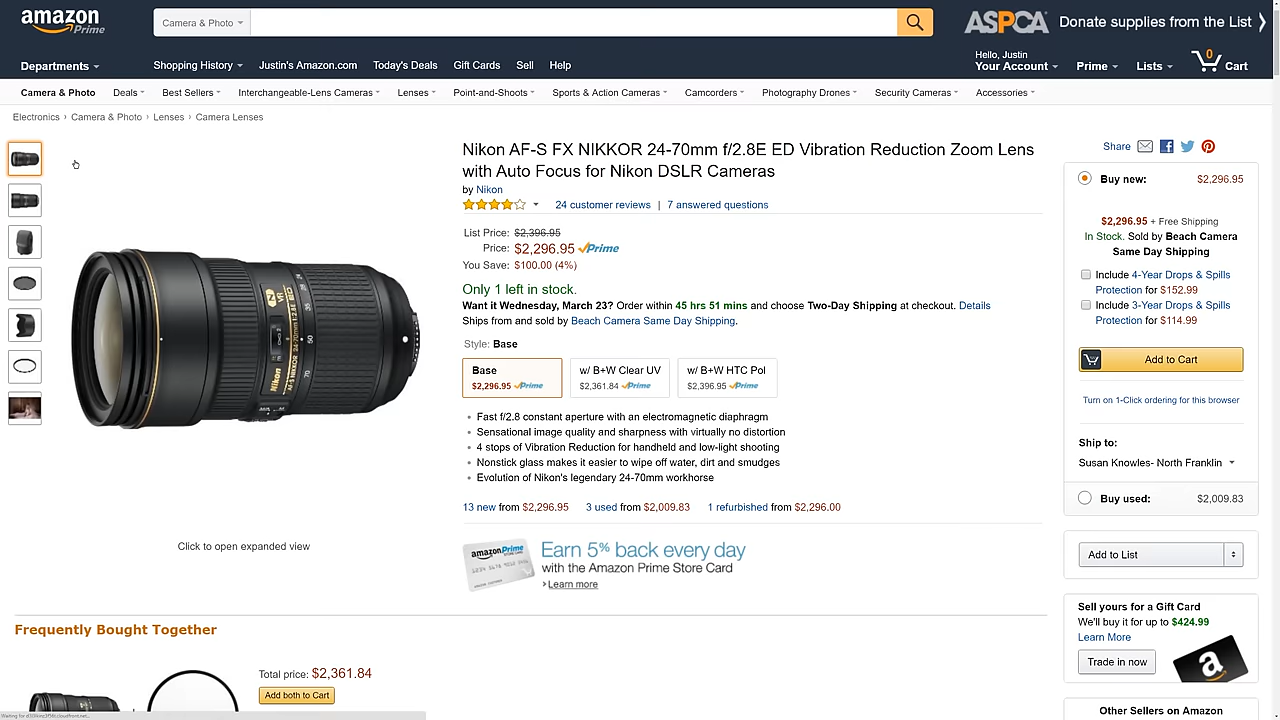 amazon
Prime
Camera & Photo
ASPCA Donate supplies from the List
Departments
Shopping History
Justin's Amazon.com
Today's Deals
Gift Cards
Sell
Help
Hello, Justin
Your Account
Prime
Lists
0
Cart
Camera & Photo
Deals
Best Sellers
Interchangeable-Lens Cameras
Lenses
Point-and-Shoots
Sports & Action Cameras
Camcorders
Photography Drones
Security Cameras
Accessories
Electronics › Camera & Photo › Lenses › Camera Lenses
Nikon AF-S FX NIKKOR 24-70mm f/2.8E ED Vibration Reduction Zoom Lens
with Auto Focus for Nikon DSLR Cameras
by Nikon
24 customer reviews | 7 answered questions
List Price: $2,396.95
Price: $2,296.95 Prime
You Save: $100.00 (4%)
Only 1 left in stock.
Want it Wednesday, March 23? Order within 45 hrs 51 mins and choose Two-Day Shipping at checkout. Details
Ships from and sold by Beach Camera Same Day Shipping.
Style: Base
Base
$2,296.95 Prime
w/ B+W Clear UV
$2,361.84 Prime
w/ B+W HTC Pol
$2,396.95 Prime
• Fast f/2.8 constant aperture with an electromagnetic diaphragm
• Sensational image quality and sharpness with virtually no distortion
• 4 stops of Vibration Reduction for handheld and low-light shooting
• Nonstick glass makes it easier to wipe off water, dirt and smudges
• Evolution of Nikon's legendary 24-70mm workhorse
13 new from $2,296.95 3 used from $2,009.83 1 refurbished from $2,296.00
amazonPrime
Earn 5% back every day
with the Amazon Prime Store Card
Learn more
Nikon
Click to open expanded view
Share
Buy new: $2,296.95
$2,296.95 + Free Shipping
In Stock. Sold by Beach Camera
Same Day Shipping
Include 4-Year Drops & Spills
Protection for $152.99
Include 3-Year Drops & Spills
Protection for $114.99
Add to Cart
Turn on 1-Click ordering for this browser
Ship to:
Susan Knowles- North Franklin
Buy used: $2,009.83
Add to List
Sell yours for a Gift Card
We'll buy it for up to $424.99
Learn More
Trade in now
a
Other Sellers on Amazon
Frequently Bought Together
Total price: $2,361.84
Add both to Cart